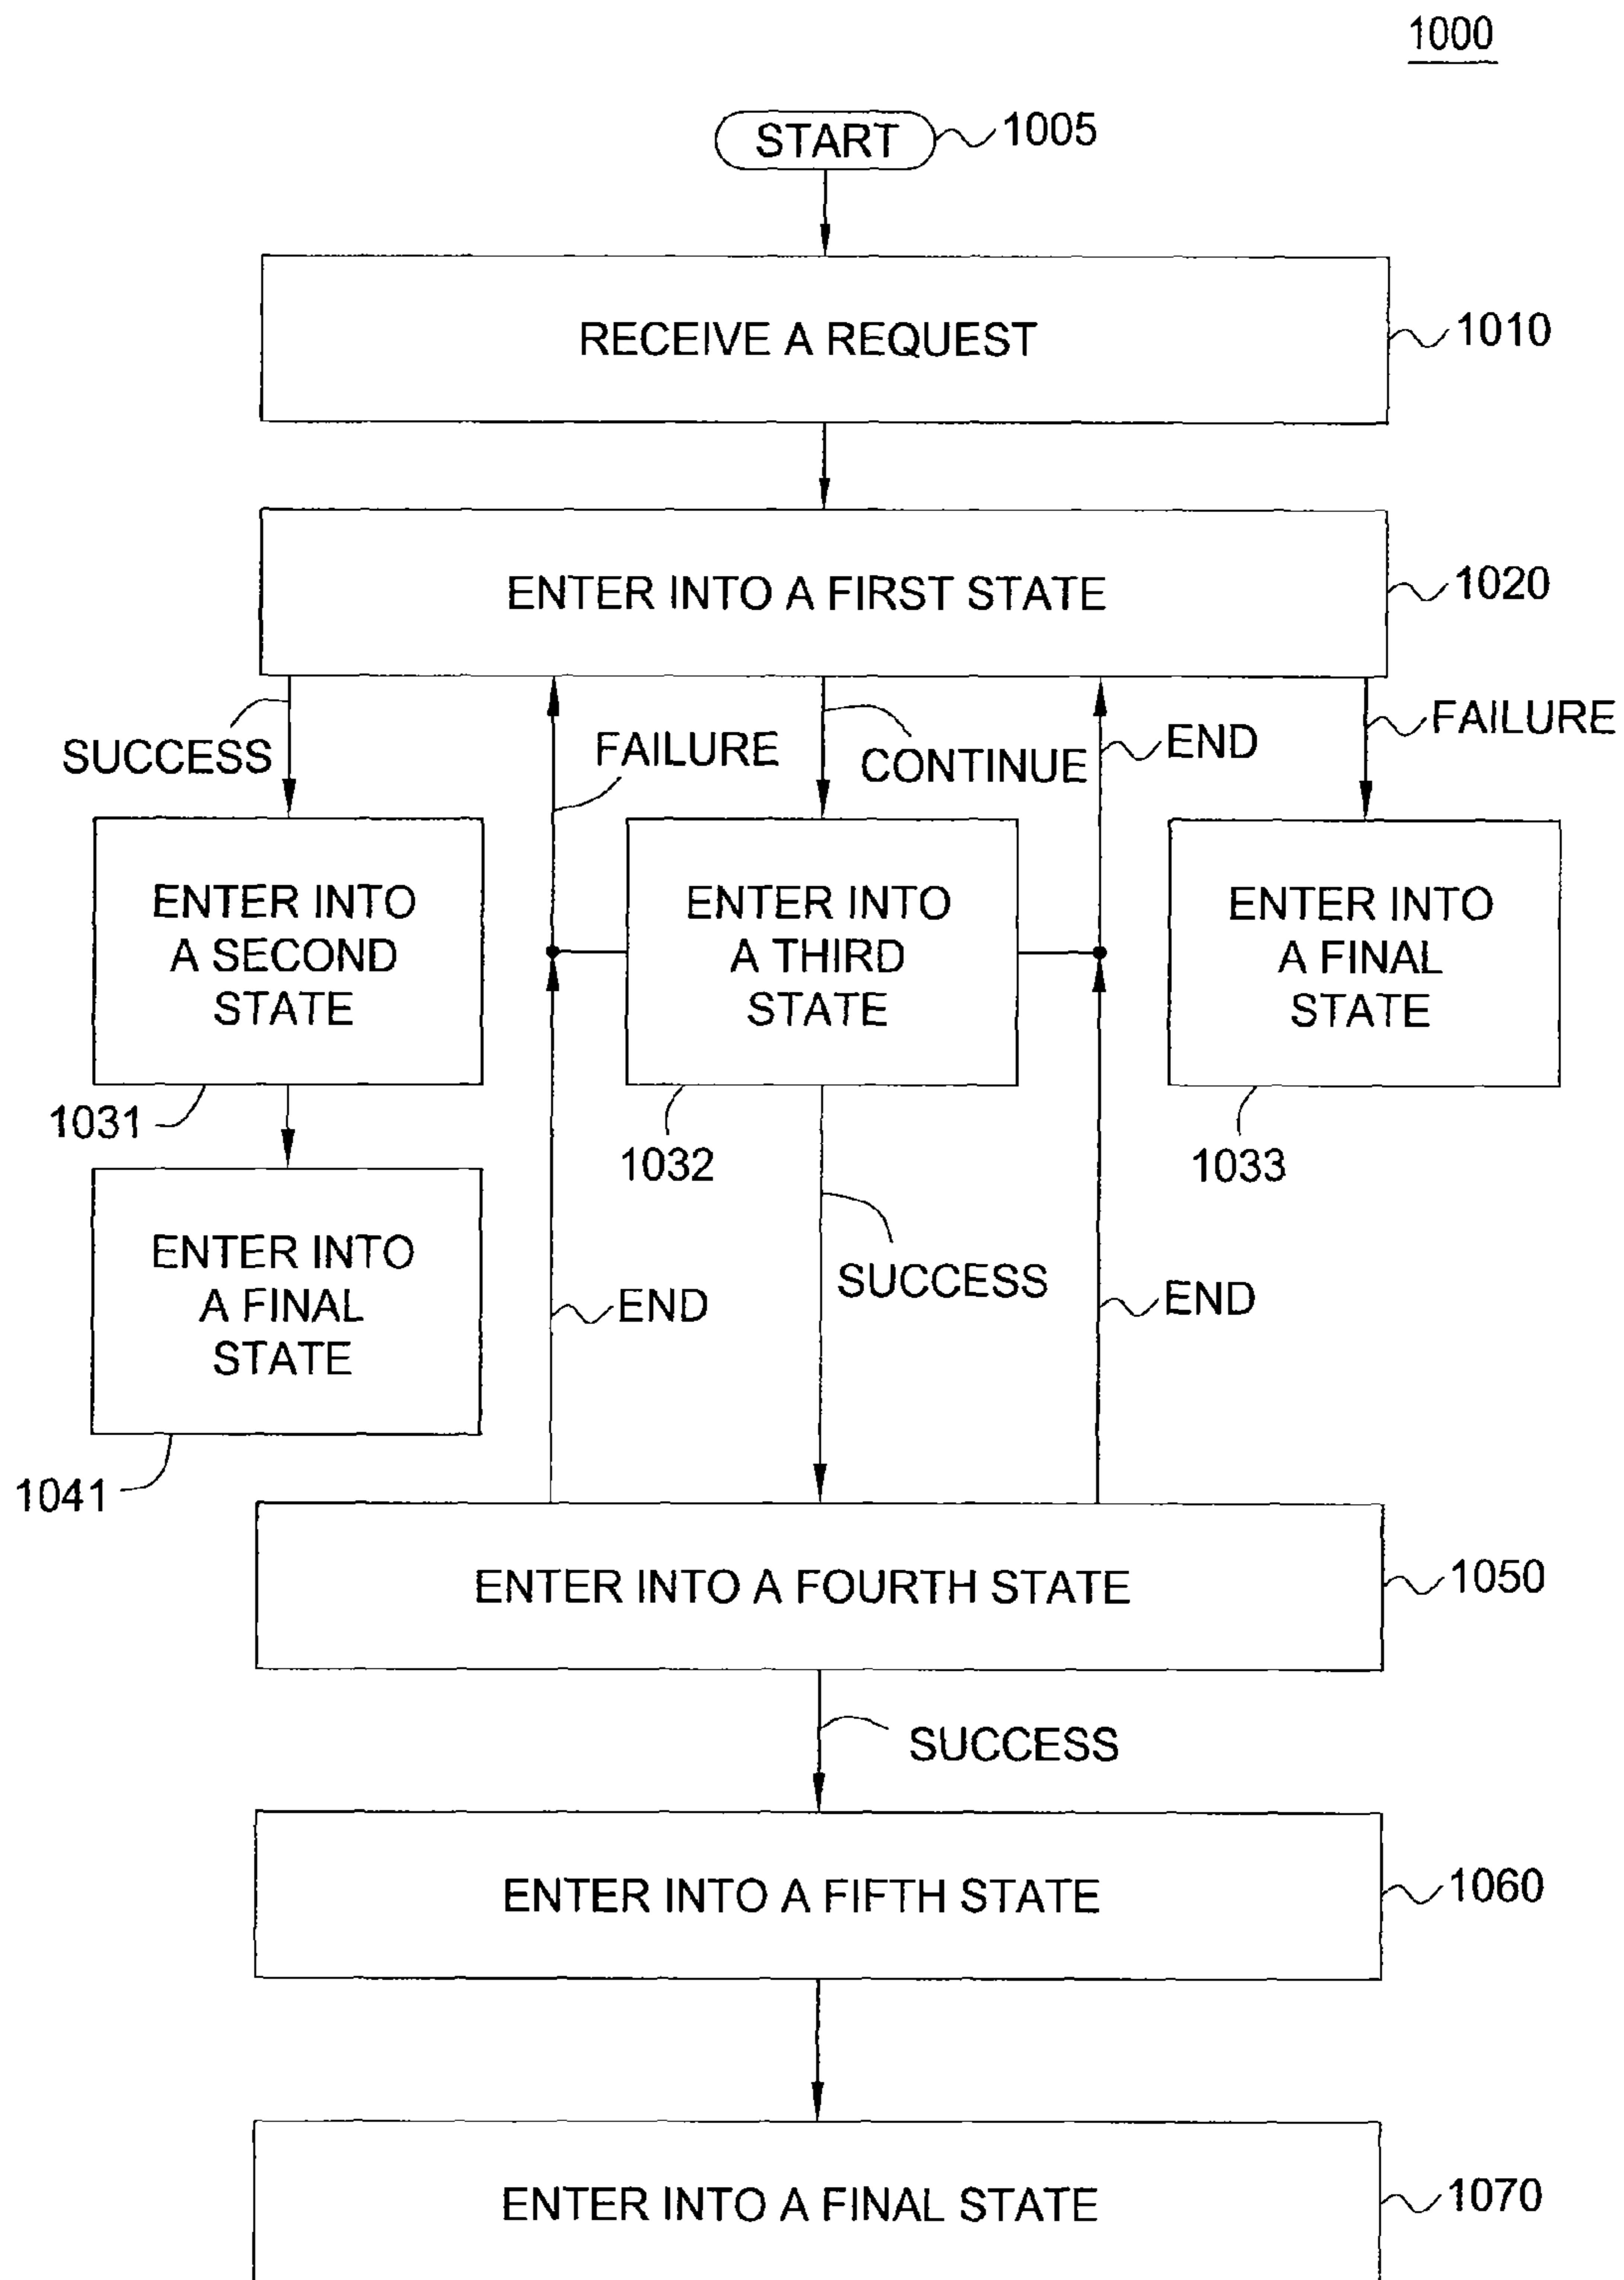 1000
START
1005
RECEIVE A REQUEST
1010
ENTER INTO A FIRST STATE
1020
SUCCESS
FAILURE
CONTINUE
END
FAILURE
ENTER INTO
A SECOND
STATE
1031
ENTER INTO
A THIRD
STATE
1032
ENTER INTO
A FINAL
STATE
1033
ENTER INTO
A FINAL
STATE
1041
END
SUCCESS
END
ENTER INTO A FOURTH STATE
1050
SUCCESS
ENTER INTO A FIFTH STATE
1060
ENTER INTO A FINAL STATE
1070